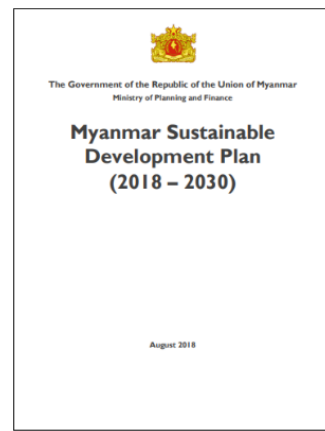 The Government of the Republic of the Union of Myanmar
Ministry of Planning and Finance
Myanmar Sustainable
Development Plan
(2018 – 2030)
August 2018